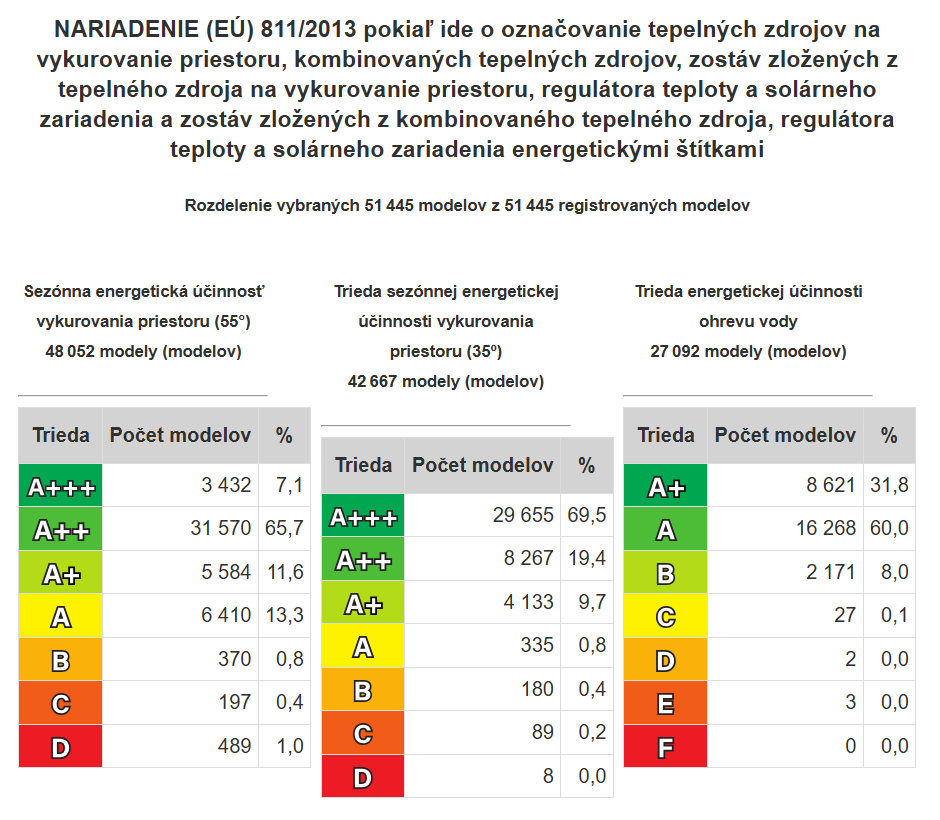 NARIADENIE (EÚ) 811/2013 pokiaľ ide o označovanie tepelných zdrojov na
vykurovanie priestoru, kombinovaných tepelných zdrojov, zostáv zložených z
tepelného zdroja na vykurovanie priestoru, regulátora teploty a solárneho
zariadenia a zostáv zložených z kombinovaného tepelného zdroja, regulátora
teploty a solárneho zariadenia energetickými štítkami
Rozdelenie vybraných 51 445 modelov z 51 445 registrovaných modelov
Sezónna energetická účinnosť
vykurovania priestoru (55°)
48 052 modely (modelov)
Trieda Počet modelov %
A+++ 3 432 7,1
A++ 31 570 65,7
A+ 5 584 11,6
A 6 410 13,3
B 370 0,8
C 197 0,4
D 489 1,0
Trieda sezónnej energetickej
účinnosti vykurovania
priestoru (35º)
42 667 modely (modelov)
Trieda Počet modelov %
A+++ 29 655 69,5
A++ 8 267 19,4
A+ 4 133 9,7
A 335 0,8
B 180 0,4
C 89 0,2
D 8 0,0
Trieda energetickej účinnosti
ohrevu vody
27 092 modely (modelov)
Trieda Počet modelov %
A+ 8 621 31,8
A 16 268 60,0
B 2 171 8,0
C 27 0,1
D 2 0,0
E 3 0,0
F 0 0,0